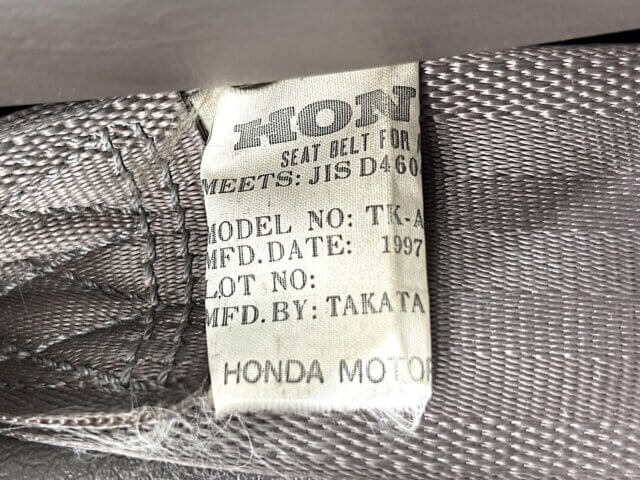 HON
SEAT BELT FOR
MEETS: JIS D460
MODEL NO: TK-A
MFD.DATE: 1997
LOT NO:
MFD.BY: TAKATA
HONDA MOTOR